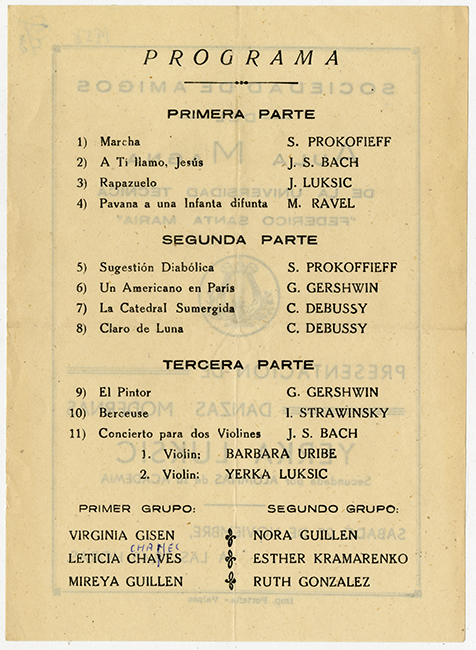 PROGRAMA
PRIMERA PARTE
1) Marcha S. PROKOFIEFF
2) A Ti llamo, Jesús J. S. BACH
3) Rapazuelo J. LUKSIC
4) Pavana a una Infanta difunta M. RAVEL
SEGUNDA PARTE
5) Sugestión Diabólica S. PROKOFFIEFF
6) Un Americano en París G. GERSHWIN
7) La Catedral Sumergida C. DEBUSSY
8) Claro de Luna C. DEBUSSY
TERCERA PARTE
9) El Pintor G. GERSHWIN
10) Berceuse I. STRAWINSKY
11) Concierto para dos Violines J. S. BACH
1. Violin: BARBARA URIBE
2. Violin: YERKA LUKSIC
PRIMER GRUPO: SEGUNDO GRUPO:
VIRGINIA GISEN NORA GUILLEN
CHAMEC
LETICIA CHAVES ESTHER KRAMARENKO
MIREYA GUILLEN RUTH GONZALEZ